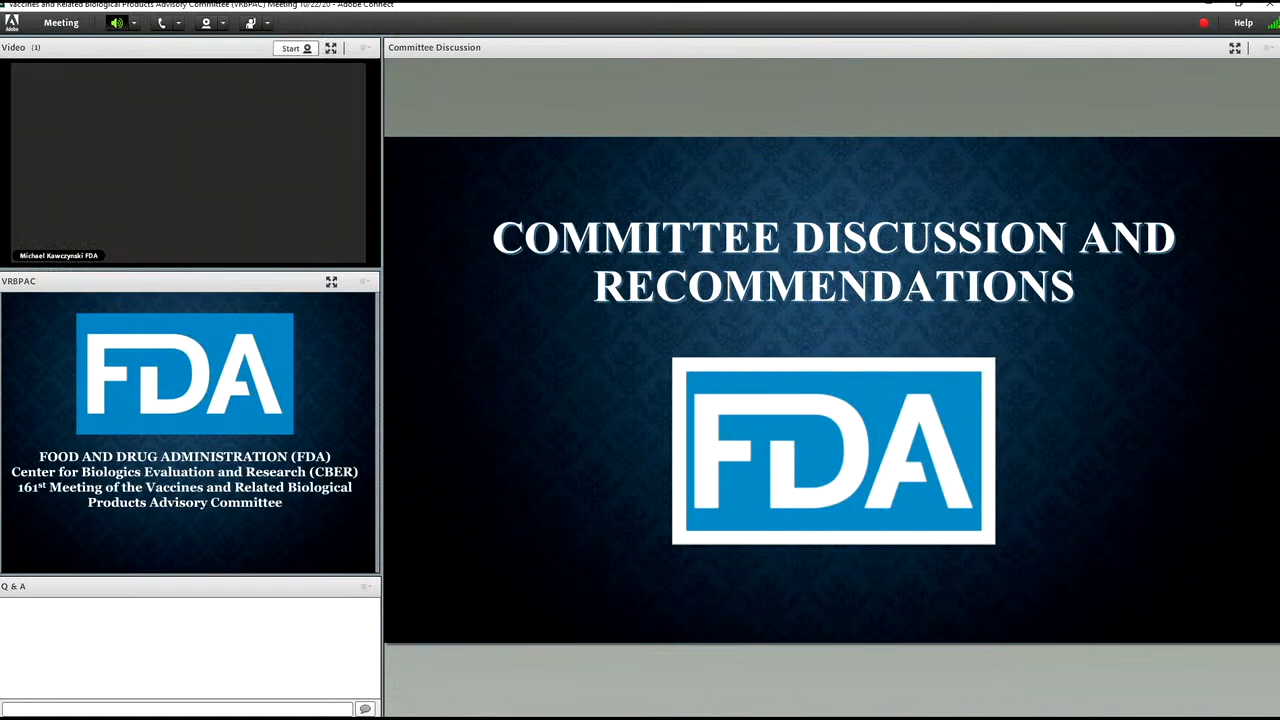 Vaccines and Related Biological Products Advisory Committee (VRBPAC) Meeting 10/22/20 - Adobe Connect
Adobe
Meeting
Help
Video (1)
Start
Committee Discussion
Michael Kawczynski FDA
VRBPAC
FDA
FOOD AND DRUG ADMINISTRATION (FDA)
Center for Biologics Evaluation and Research (CBER)
161st Meeting of the Vaccines and Related Biological
Products Advisory Committee
Q & A
COMMITTEE DISCUSSION AND
RECOMMENDATIONS
FDA